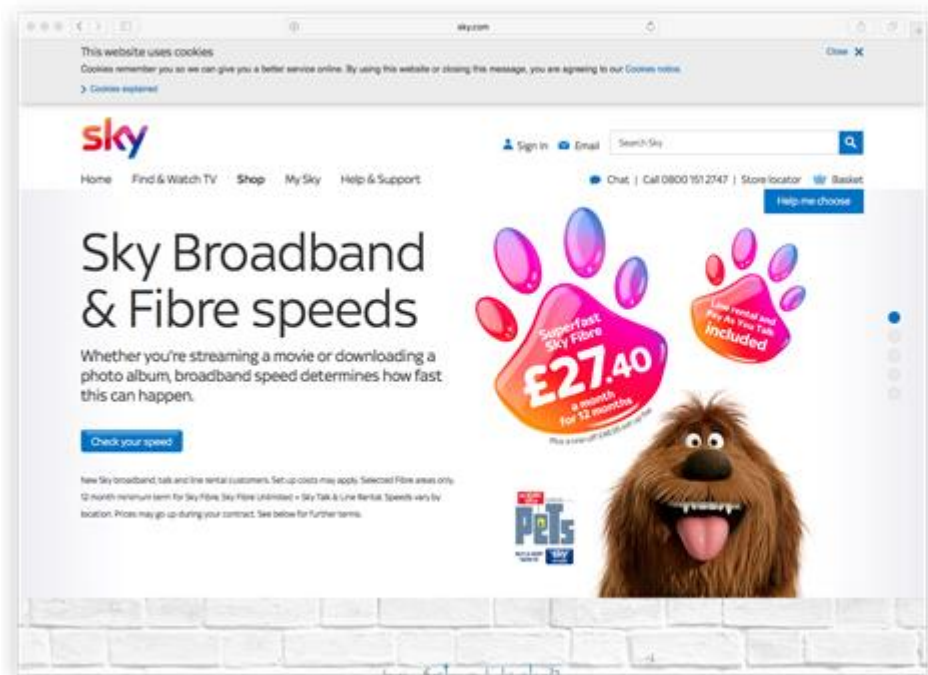 sky.com
This website uses cookies
Close X
Cookies remember you so we can give you a better service online. By using this website or closing this message, you are agreeing to our Cookies notice.
Cookies explained
sky
Sign in Email Search Sky
Home Find & Watch TV Shop My Sky Help & Support
Chat | Call 0800 151 2747 | Store locator Basket
Help me choose
Sky Broadband
& Fibre speeds
Whether you're streaming a movie or downloading a
photo album, broadband speed determines how fast
this can happen.
Check your speed
New Sky broadband, talk and line rental customers. Set up costs may apply. Selected Fibre areas only.
12 month minimum term for Sky Fibre. Sky Fibre Unlimited + Sky Talk & Line Rental. Speeds vary by
location. Prices may go up during your contract. See below for further terms.
Superfast
Sky Fibre
£27.40
a month
for 12 months
Line rental and
Pay As You Talk
included
PETS
sky